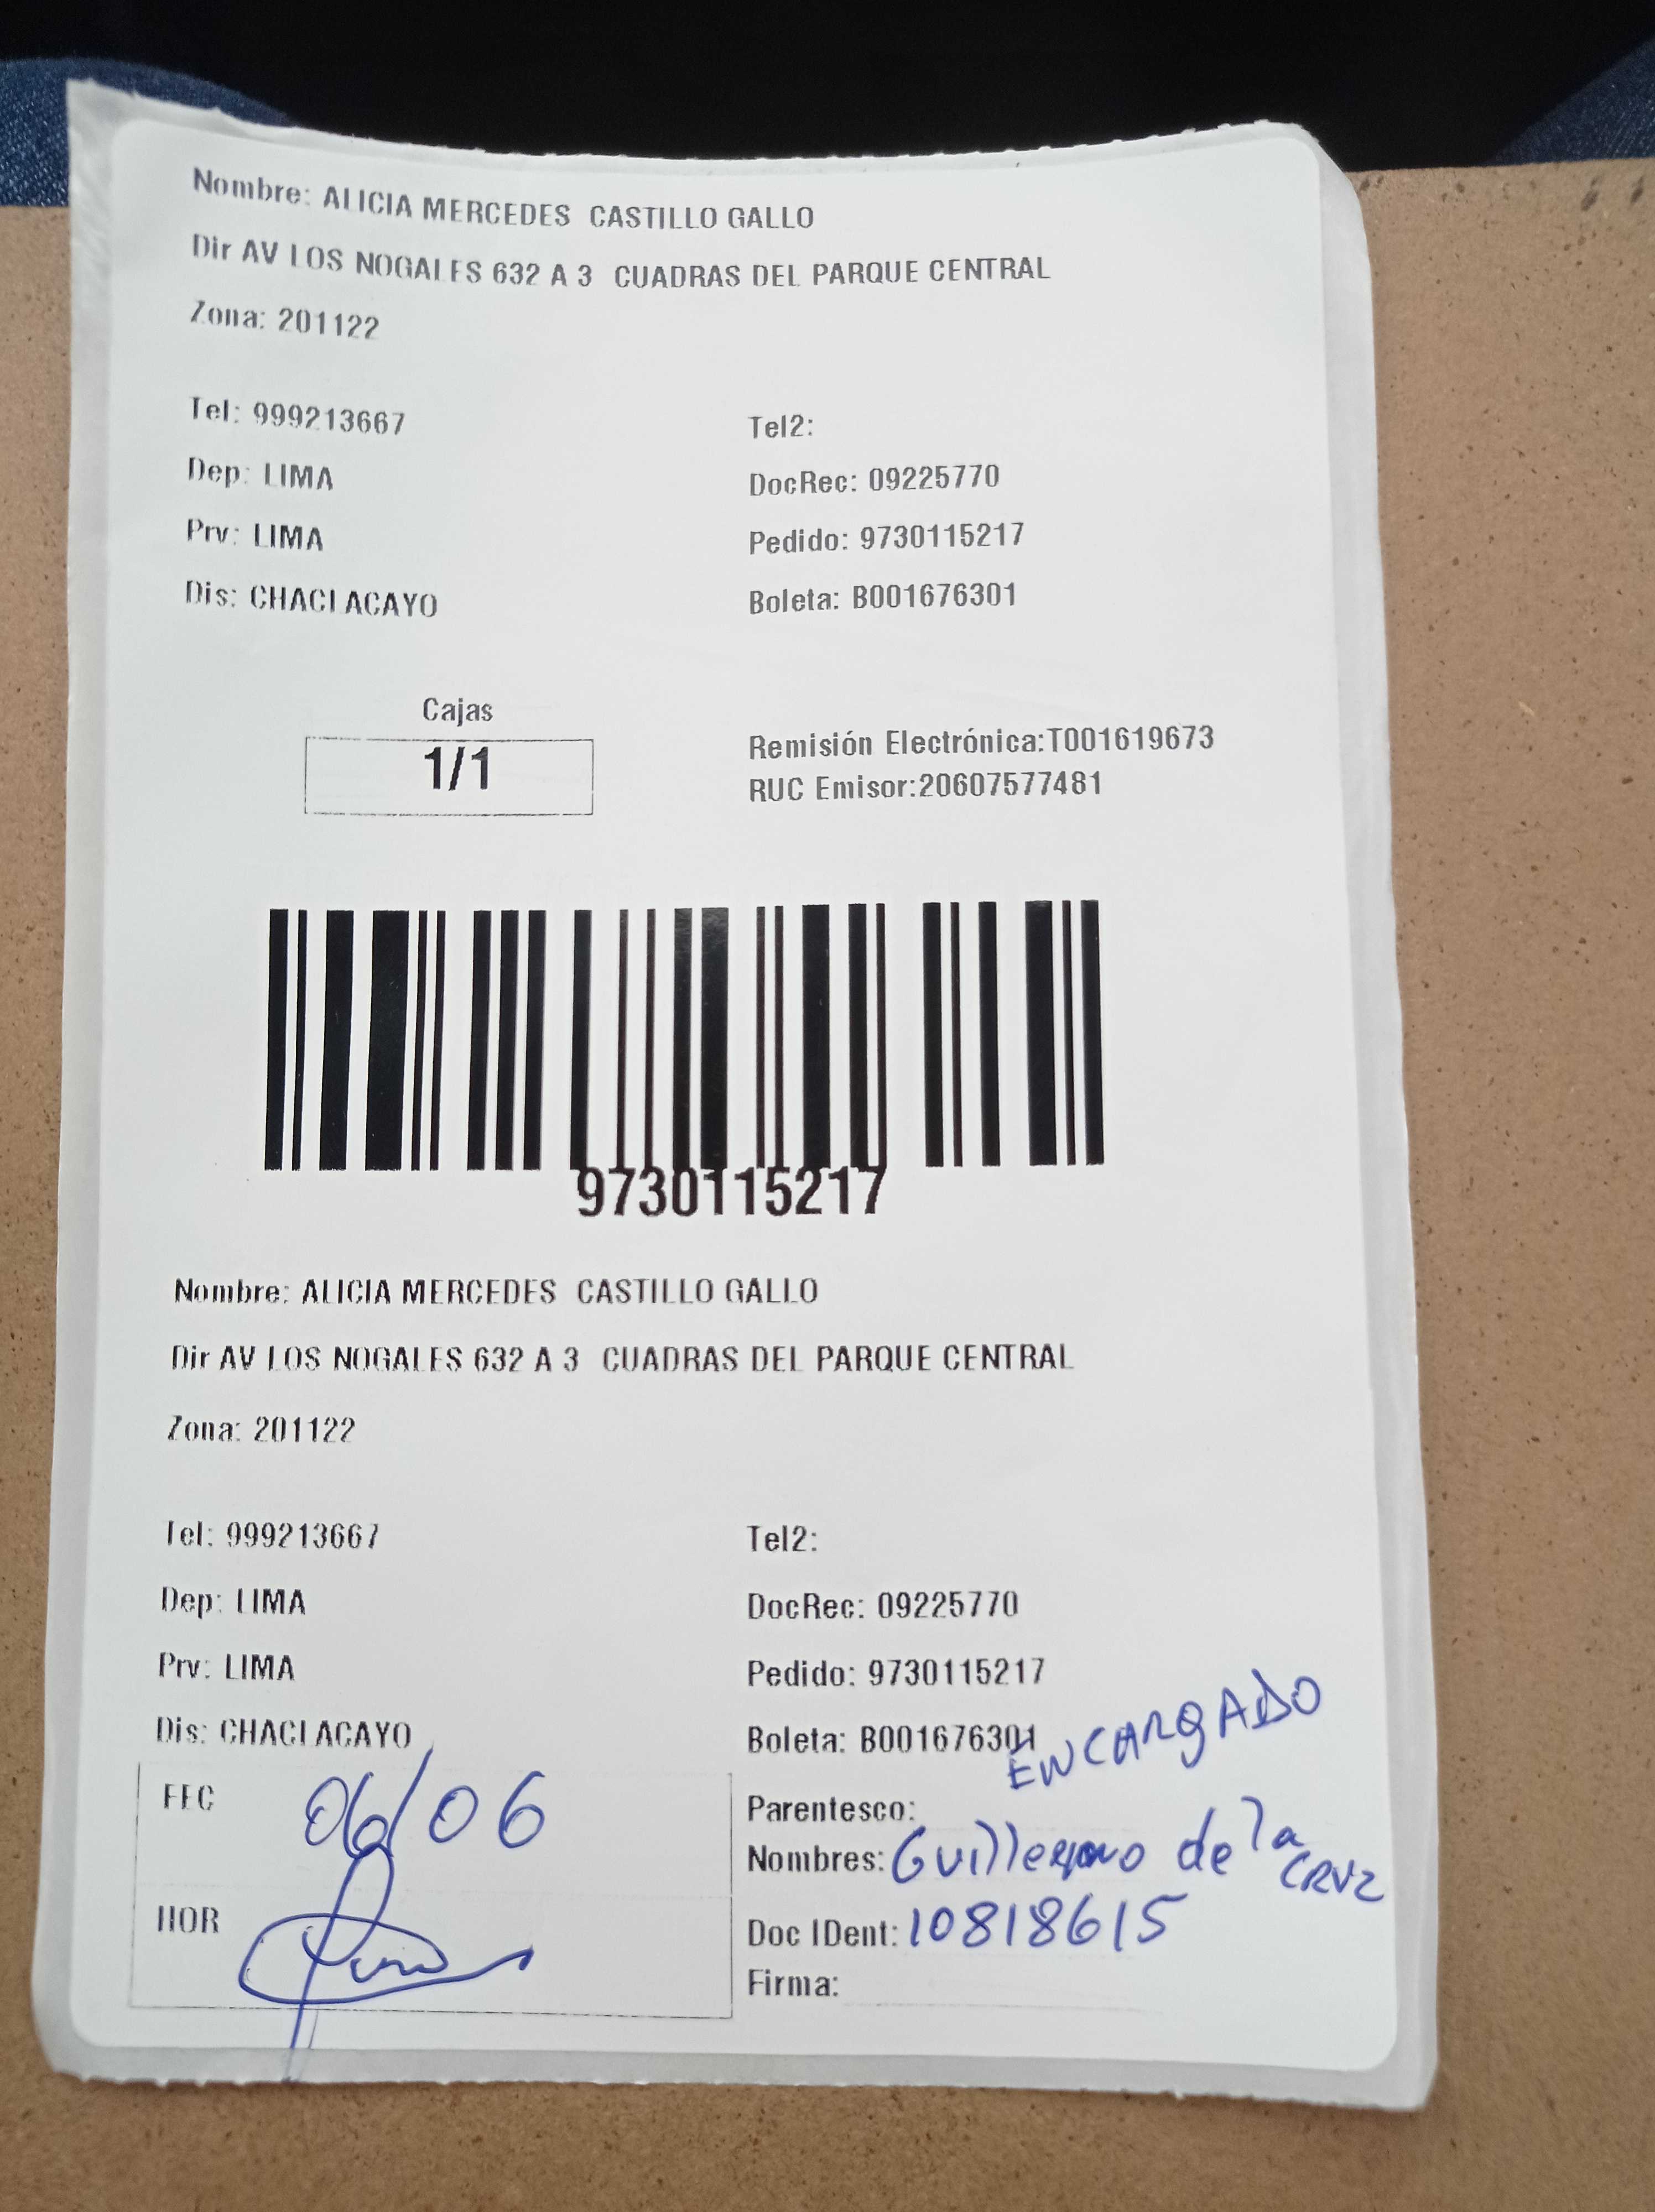 Nombre: ALICIA MERCEDES CASTILLO GALLO
Dir AV LOS NOGALES 632 A 3 CUADRAS DEL PARQUE CENTRAL
Zona: 201122
Tel: 999213667
Tel2:
Dep: LIMA
DocRec: 09225770
Prv: LIMA
Pedido: 9730115217
Dis: CHACLACAYO
Boleta: B001676301
Cajas
1/1
Remisión Electrónica:T001619673
RUC Emisor:20607577481
9730115217
Nombre: ALICIA MERCEDES CASTILLO GALLO
Dir AV LOS NOGALES 632 A 3 CUADRAS DEL PARQUE CENTRAL
Zona: 201122
Tel: 999213667
Tel2:
Dep: LIMA
DocRec: 09225770
Prv: LIMA
Pedido: 9730115217
Dis: CHACLACAYO
Boleta: B001676301
FEC 06/06
Parentesco: ENCARGADO
Nombres: Guillermo de la CRUZ
HOR
Doc IDent: 10818615
Firma: